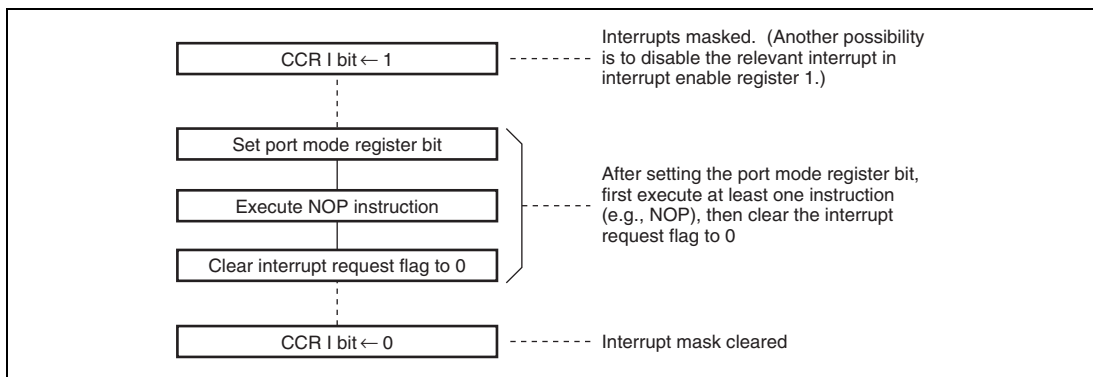 CCR I bit ← 1
Interrupts masked. (Another possibility
is to disable the relevant interrupt in
interrupt enable register 1.)
Set port mode register bit
Execute NOP instruction
Clear interrupt request flag to 0
After setting the port mode register bit,
first execute at least one instruction
(e.g., NOP), then clear the interrupt
request flag to 0
CCR I bit ← 0
Interrupt mask cleared